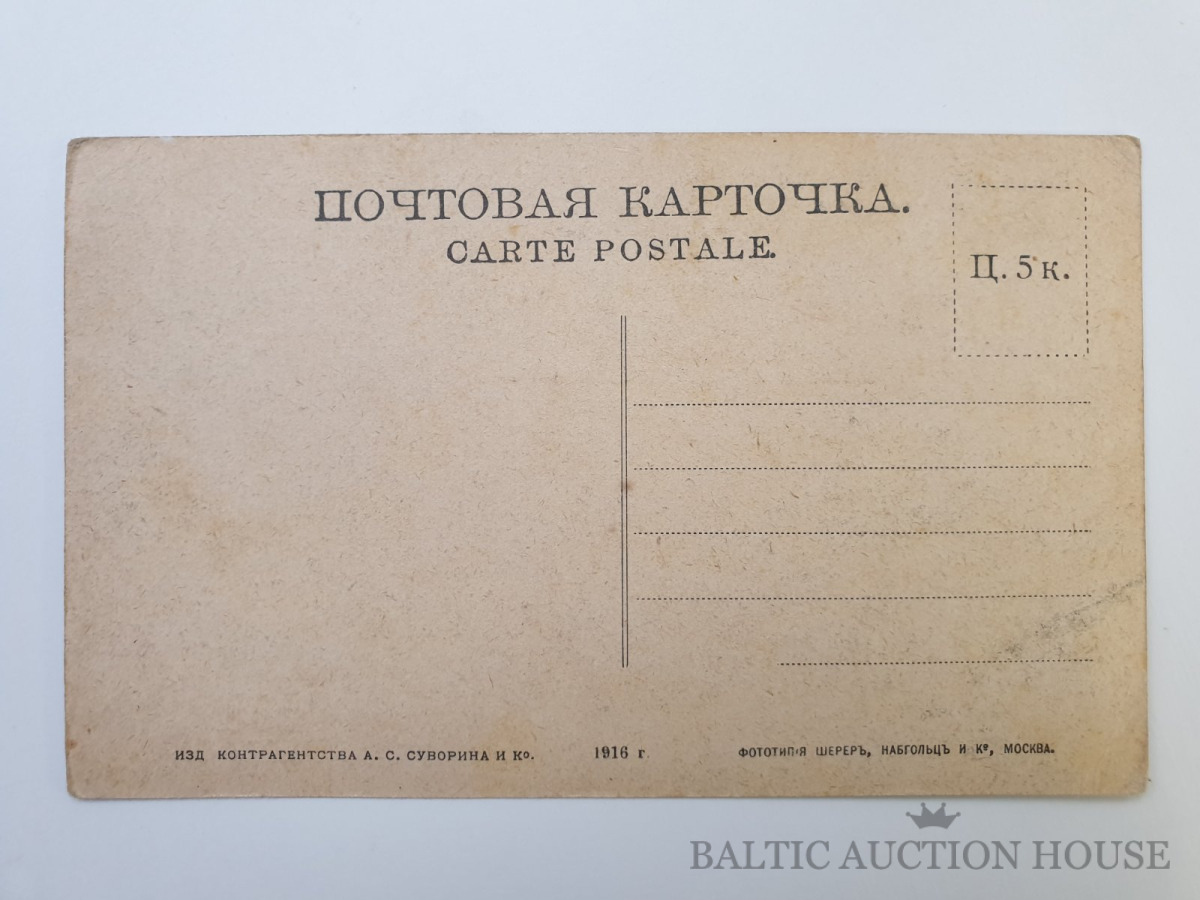 ПОЧТОВАЯ КАРТОЧКА.
CARTE POSTALE.
Ц. 5 к.
ИЗД КОНТРАГЕНТСТВА А. С. СУВОРИНА И Ко.
1916 г.
ФОТОТИПІЯ ШЕРЕРЪ, НАБГОЛЬЦЪ И Ко, МОСКВА.
BALTIC AUCTION HOUSE